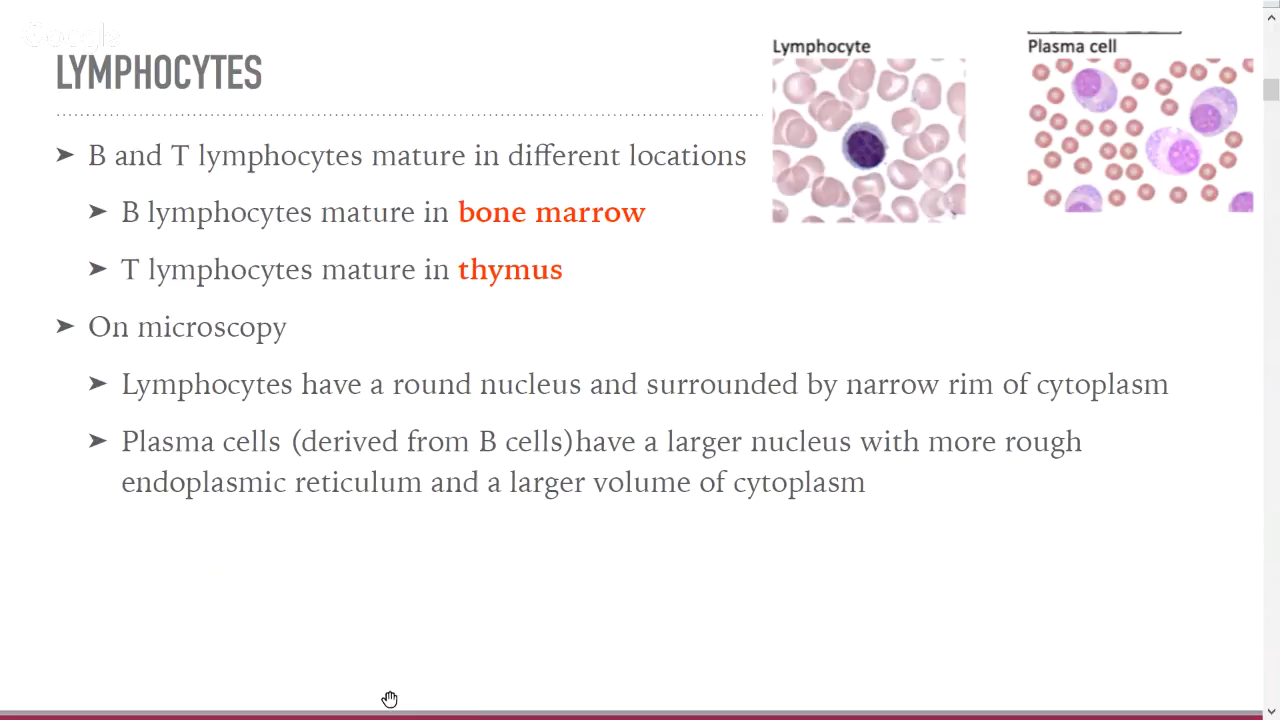 LYMPHOCYTES
Lymphocyte
Plasma cell
➤ B and T lymphocytes mature in different locations
➤ B lymphocytes mature in bone marrow
➤ T lymphocytes mature in thymus
➤ On microscopy
➤ Lymphocytes have a round nucleus and surrounded by narrow rim of cytoplasm
➤ Plasma cells (derived from B cells)have a larger nucleus with more rough
endoplasmic reticulum and a larger volume of cytoplasm